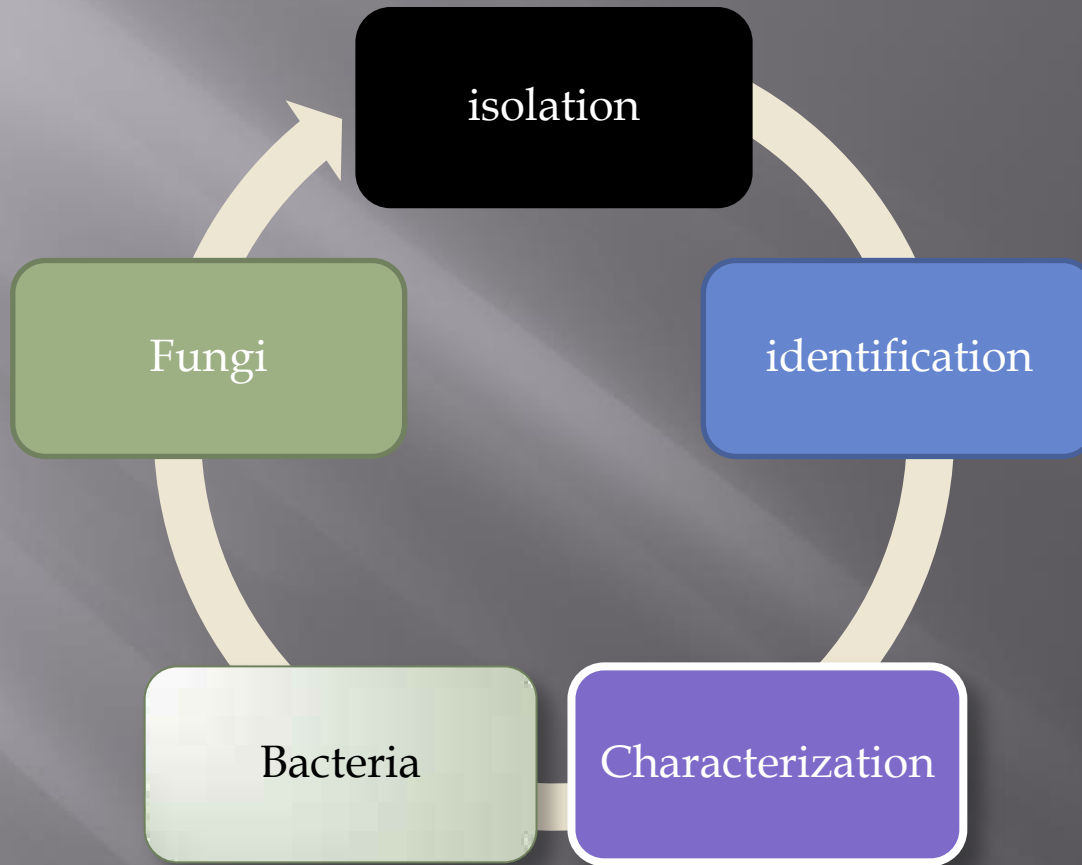 isolation
identification
Characterization
Bacteria
Fungi